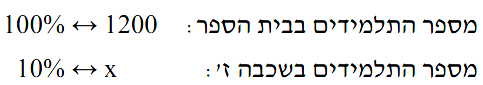 מספר התלמידים בבית הספר: 1200 ↔ 100%
מספר התלמידים בשכבה ז': x ↔ 10%